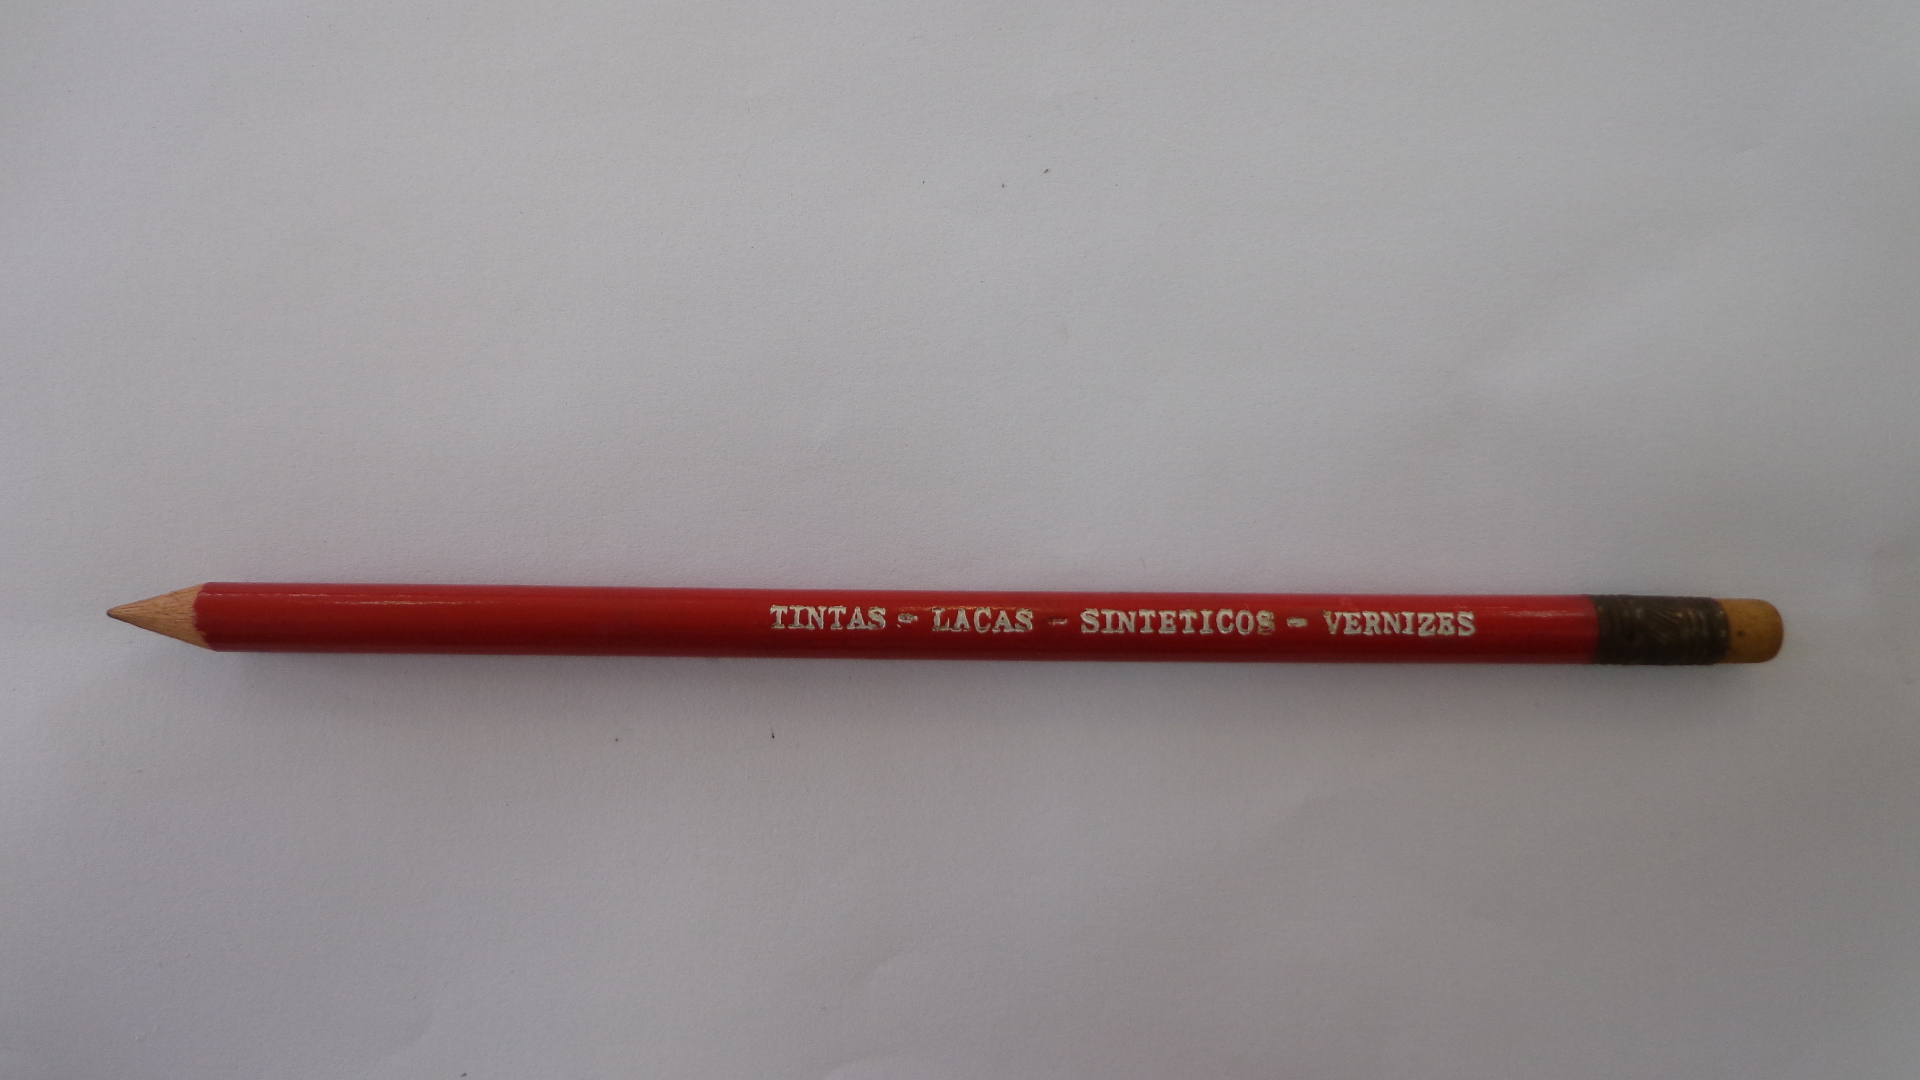 TINTAS - LACAS - SINTETICOS - VERNIZES